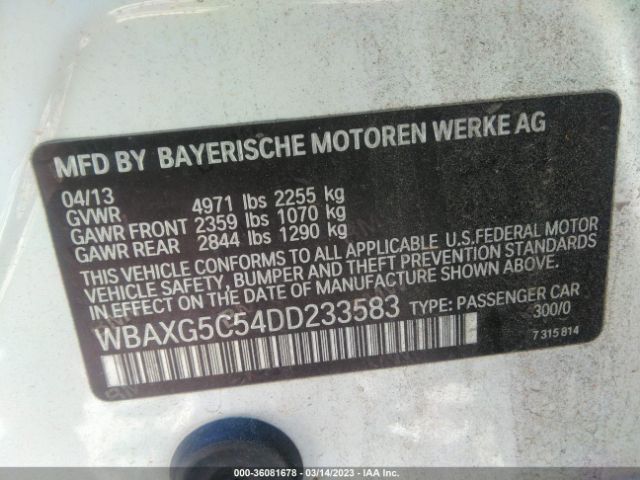 MFD BY BAYERISCHE MOTOREN WERKE AG
04/13
GVWR 4971 lbs 2255 kg
GAWR FRONT 2359 lbs 1070 kg
GAWR REAR 2844 lbs 1290 kg
THIS VEHICLE CONFORMS TO ALL APPLICABLE U.S.FEDERAL MOTOR
VEHICLE SAFETY, BUMPER AND THEFT PREVENTION STANDARDS
IN EFFECT ON THE DATE OF MANUFACTURE SHOWN ABOVE.
WBAXG5C54DD233583 TYPE: PASSENGER CAR
300/0
7 315 814
000-36081678 - 03/14/2023 - IAA Inc.